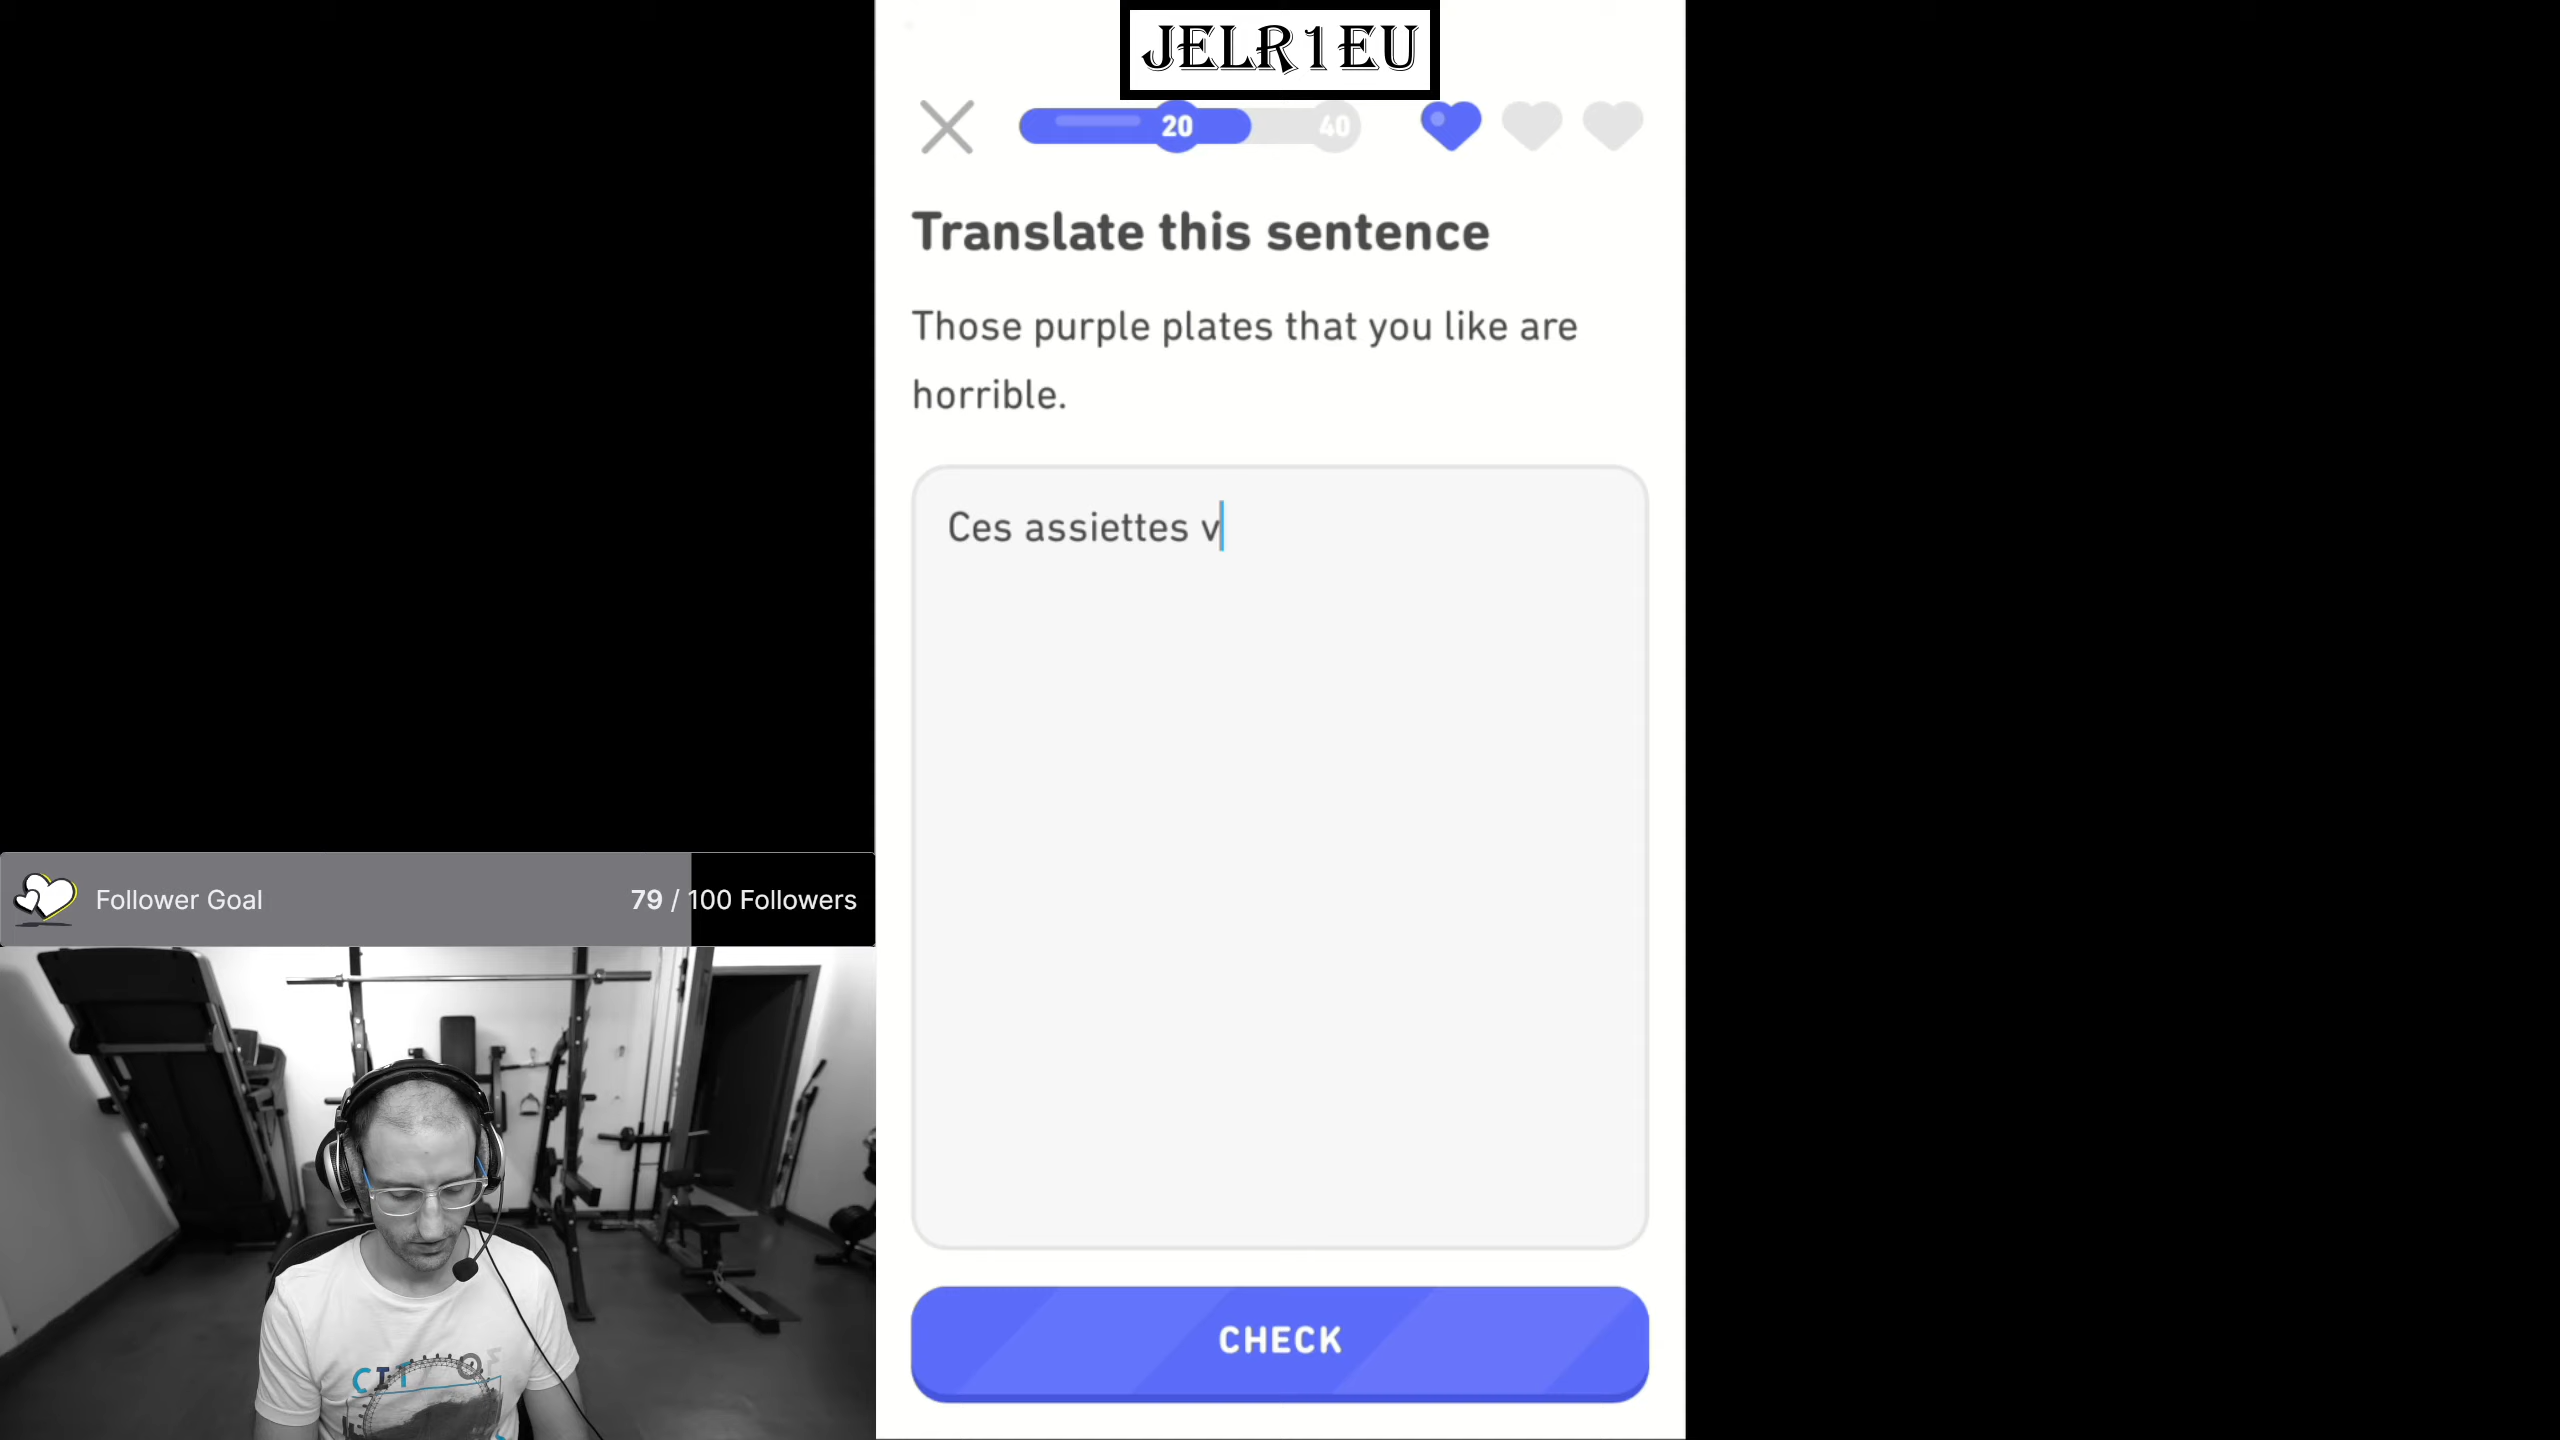 JELR1EU
20
40
Translate this sentence
Those purple plates that you like are
horrible.
Ces assiettes v
CHECK
Follower Goal
79 / 100 Followers